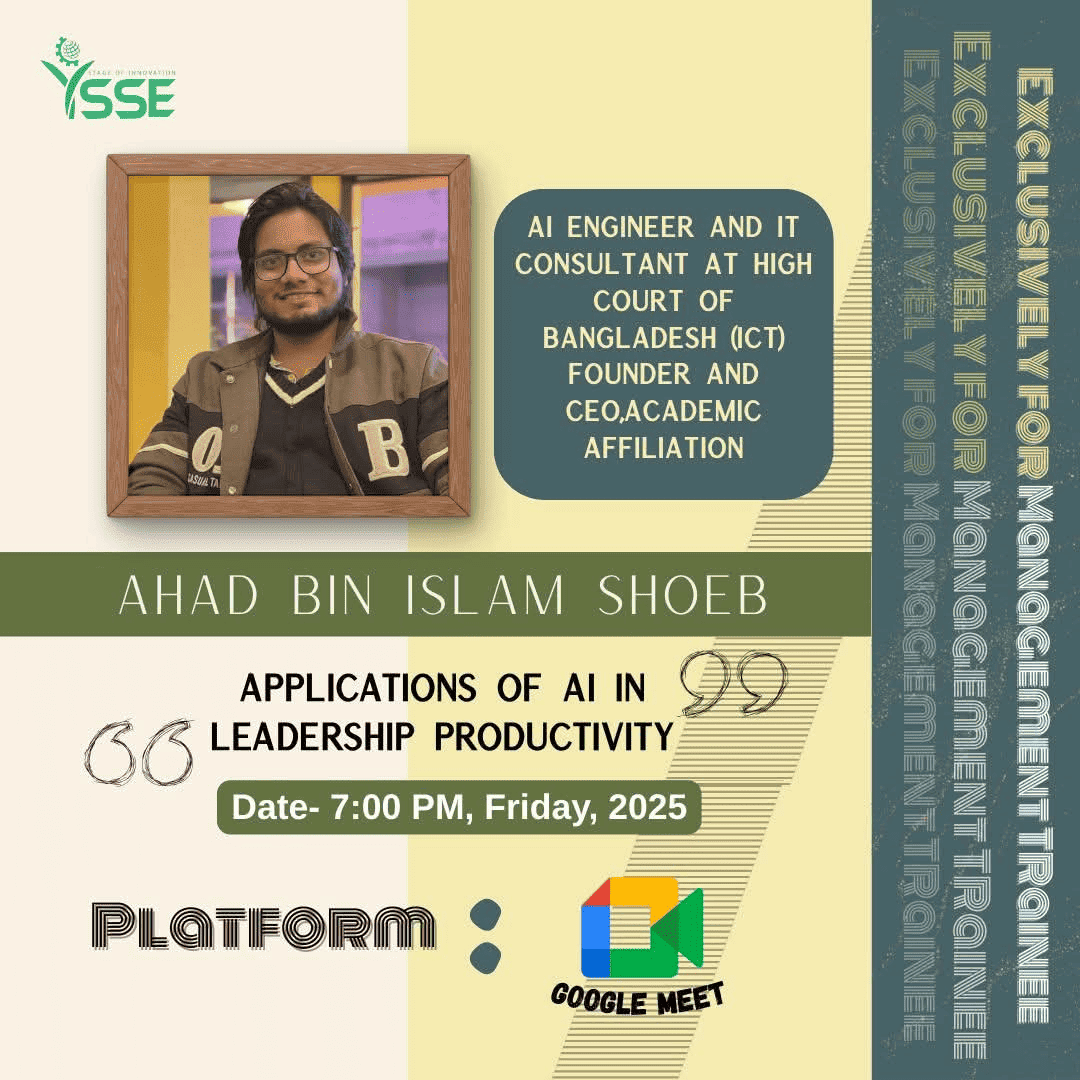 STAGE OF INNOVATION
YSSE
AI ENGINEER AND IT
CONSULTANT AT HIGH
COURT OF
BANGLADESH (ICT)
FOUNDER AND
CEO,ACADEMIC
AFFILIATION
B
AHAD BIN ISLAM SHOEB
APPLICATIONS OF AI IN
LEADERSHIP PRODUCTIVITY
Date- 7:00 PM, Friday, 2025
PLATFORM :
GOOGLE MEET
EXCLUSIVELY FOR MANAGEMENT TRAINEE
EXCLUSIVELY FOR MANAGEMENT TRAINEE
EXCLUSIVELY FOR MANAGEMENT TRAINEE